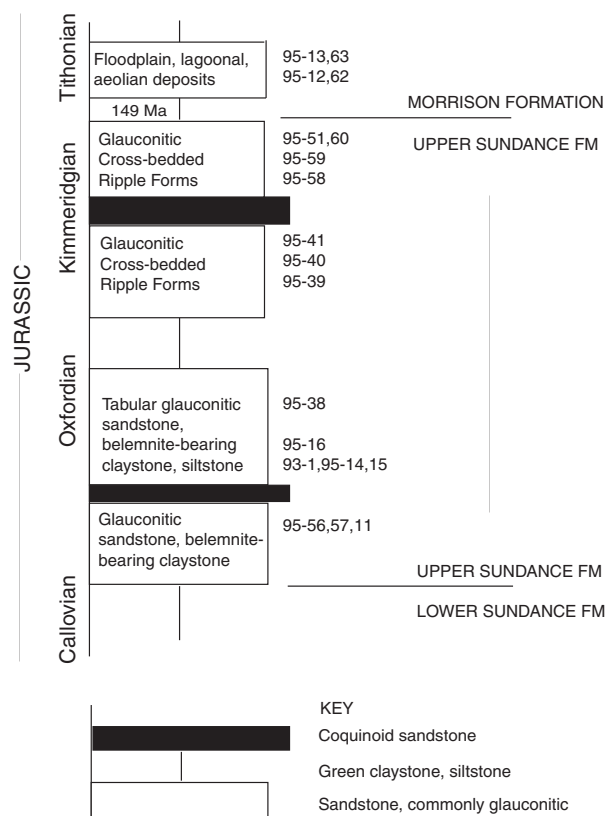 JURASSIC
Tithonian
Kimmeridgian
Oxfordian
Callovian
Floodplain, lagoonal,
aeolian deposits
95-13,63
95-12,62
149 Ma
MORRISON FORMATION
UPPER SUNDANCE FM
Glauconitic
Cross-bedded
Ripple Forms
95-51,60
95-59
95-58
Glauconitic
Cross-bedded
Ripple Forms
95-41
95-40
95-39
Tabular glauconitic
sandstone,
belemnite-bearing
claystone, siltstone
95-38
95-16
93-1,95-14,15
Glauconitic
sandstone, belemnite-
bearing claystone
95-56,57,11
UPPER SUNDANCE FM
LOWER SUNDANCE FM
KEY
Coquinoid sandstone
Green claystone, siltstone
Sandstone, commonly glauconitic